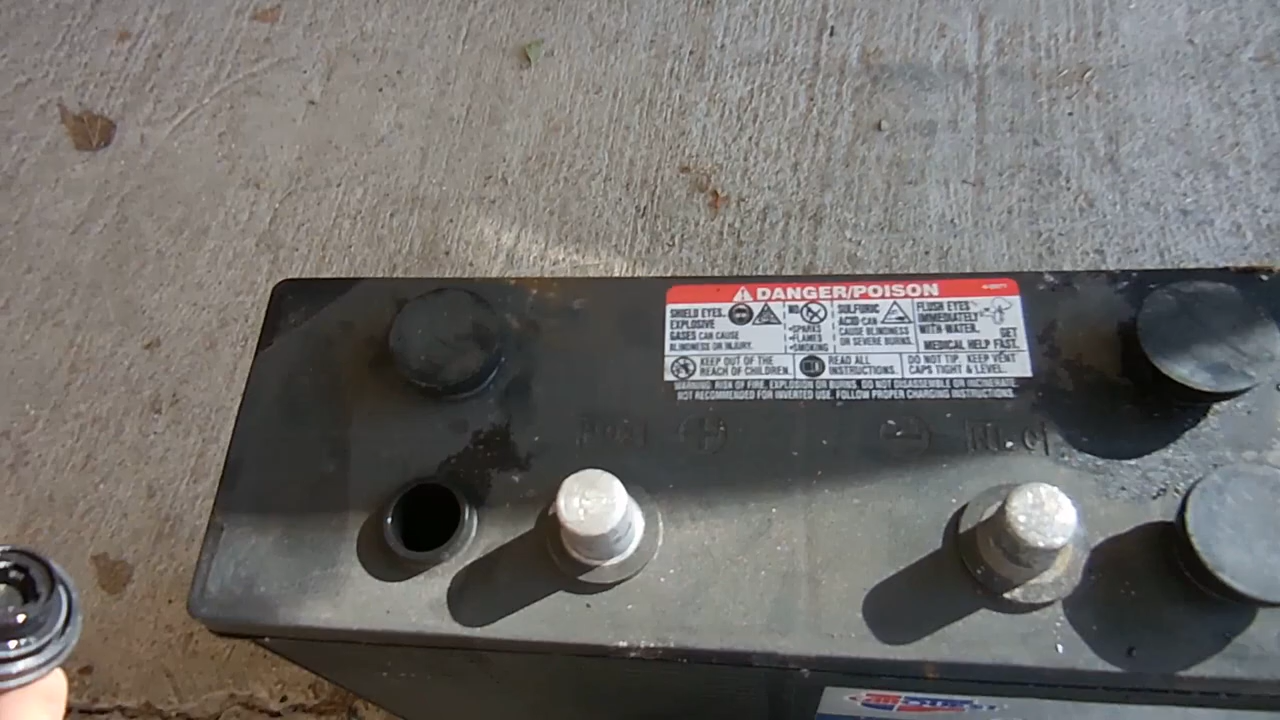 DANGER/POISON
SHIELD EYES.
EXPLOSIVE
GASES CAN CAUSE
BLINDNESS OR INJURY.
NO
•SPARKS
•FLAMES
•SMOKING
SULFURIC
ACID CAN
CAUSE BLINDNESS
OR SEVERE BURNS.
FLUSH EYES
IMMEDIATELY
WITH WATER.
GET
MEDICAL HELP FAST.
KEEP OUT OF THE
REACH OF CHILDREN.
READ ALL
INSTRUCTIONS.
DO NOT TIP. KEEP VENT
CAPS TIGHT & LEVEL.
WARNING: RISK OF FIRE, EXPLOSION OR BURNS. DO NOT DISASSEMBLE OR INCINERATE.
NOT RECOMMENDED FOR INVERTED USE. FOLLOW PROPER CHARGING INSTRUCTIONS.
POS +
- NEG